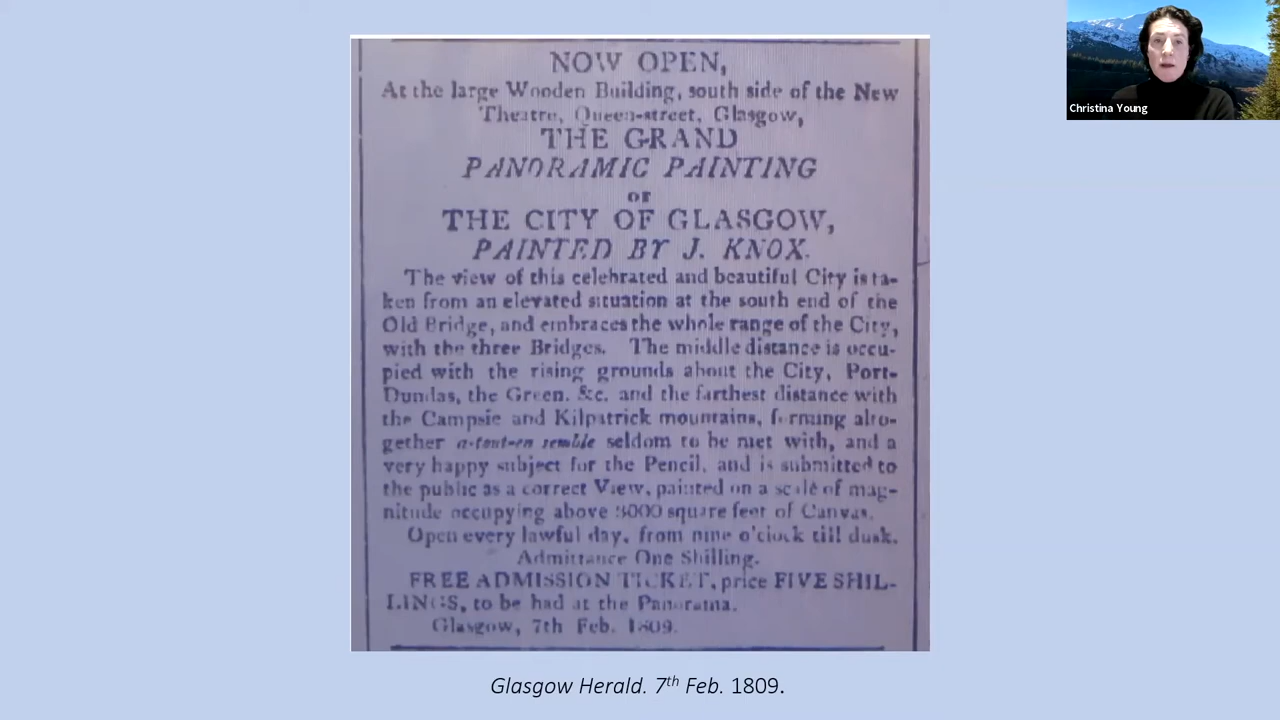 NOW OPEN,
At the large Wooden Building, south side of the New
Theatre, Queen-street, Glasgow,
THE GRAND
PANORAMIC PAINTING
OF
THE CITY OF GLASGOW,
PAINTED BY J. KNOX.
The view of this celebrated and beautiful City is ta-
ken from an elevated situation at the south end of the
Old Bridge, and embraces the whole range of the City,
with the three Bridges. The middle distance is occu-
pied with the rising grounds about the City, Port-
Dundas, the Green, &c. and the farthest distance with
the Campsie and Kilpatrick mountains, forming alto-
gether a-tout-en semble seldom to be met with, and a
very happy subject for the Pencil, and is submitted to
the public as a correct View, painted on a scale of mag-
nitude occupying above 3000 square feet of Canvas.
Open every lawful day, from nine o'clock till dusk.
Admittance One Shilling.
FREE ADMISSION TICKET, price FIVE SHIL-
LINGS, to be had at the Panorama.
Glasgow, 7th Feb. 1809.
Glasgow Herald. 7th Feb. 1809.
Christina Young